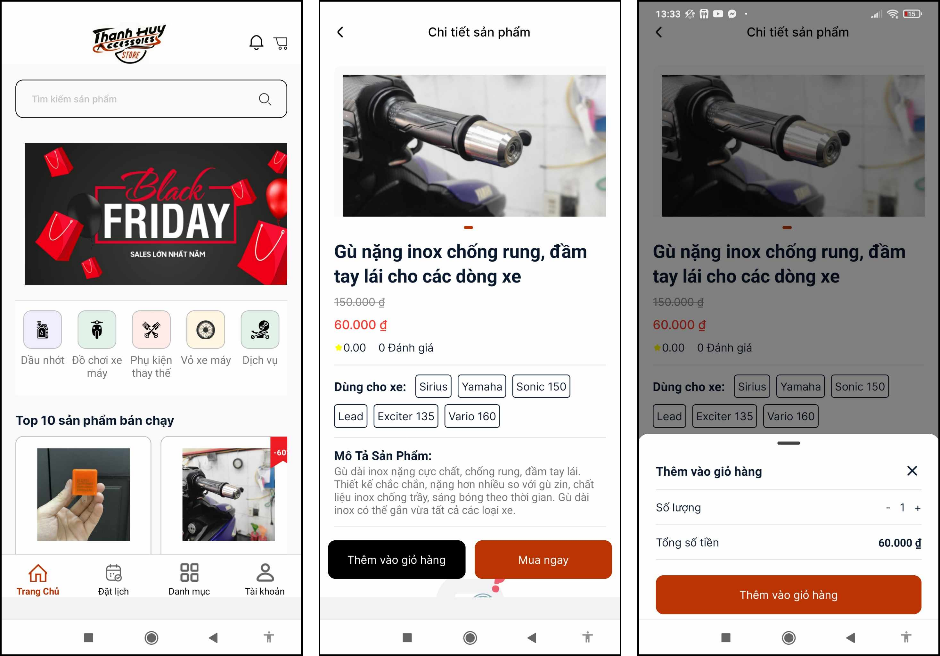 Thanh Huy
Accessories
STORE
Tìm kiếm sản phẩm
Black
FRIDAY
SALES LỚN NHẤT NĂM
Dầu nhớt
Đồ chơi xe
máy
Phụ kiện
thay thế
Vỏ xe máy
Dịch vụ
Top 10 sản phẩm bán chạy
-60
Trang Chủ
Đặt lịch
Danh mục
Tài khoản
Chi tiết sản phẩm
Gù nặng inox chống rung, đầm
tay lái cho các dòng xe
150.000 ₫
60.000 ₫
0.00 0 Đánh giá
Dùng cho xe: Sirius Yamaha Sonic 150
Lead Exciter 135 Vario 160
Mô Tả Sản Phẩm:
Gù dài inox nặng cực chất, chống rung, đầm tay lái.
Thiết kế chắc chắn, nặng hơn nhiều so với gù zin, chất
liệu inox chống trầy, sáng bóng theo thời gian. Gù dài
inox có thể gắn vừa tất cả các loại xe.
Thêm vào giỏ hàng
Mua ngay
13:33
55
Chi tiết sản phẩm
Gù nặng inox chống rung, đầm
tay lái cho các dòng xe
150.000 ₫
60.000 ₫
0.00 0 Đánh giá
Dùng cho xe: Sirius Yamaha Sonic 150
Lead Exciter 135 Vario 160
Thêm vào giỏ hàng
Số lượng - 1 +
Tổng số tiền 60.000 ₫
Thêm vào giỏ hàng